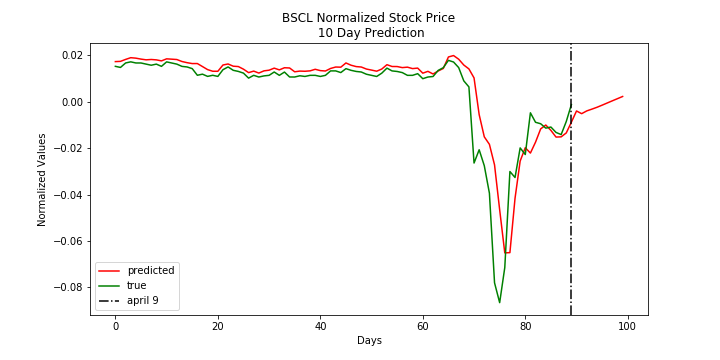 BSCL Normalized Stock Price
10 Day Prediction
0.02
0.00
−0.02
−0.04
−0.06
−0.08
Normalized Values
predicted
true
april 9
0
20
40
60
80
100
Days